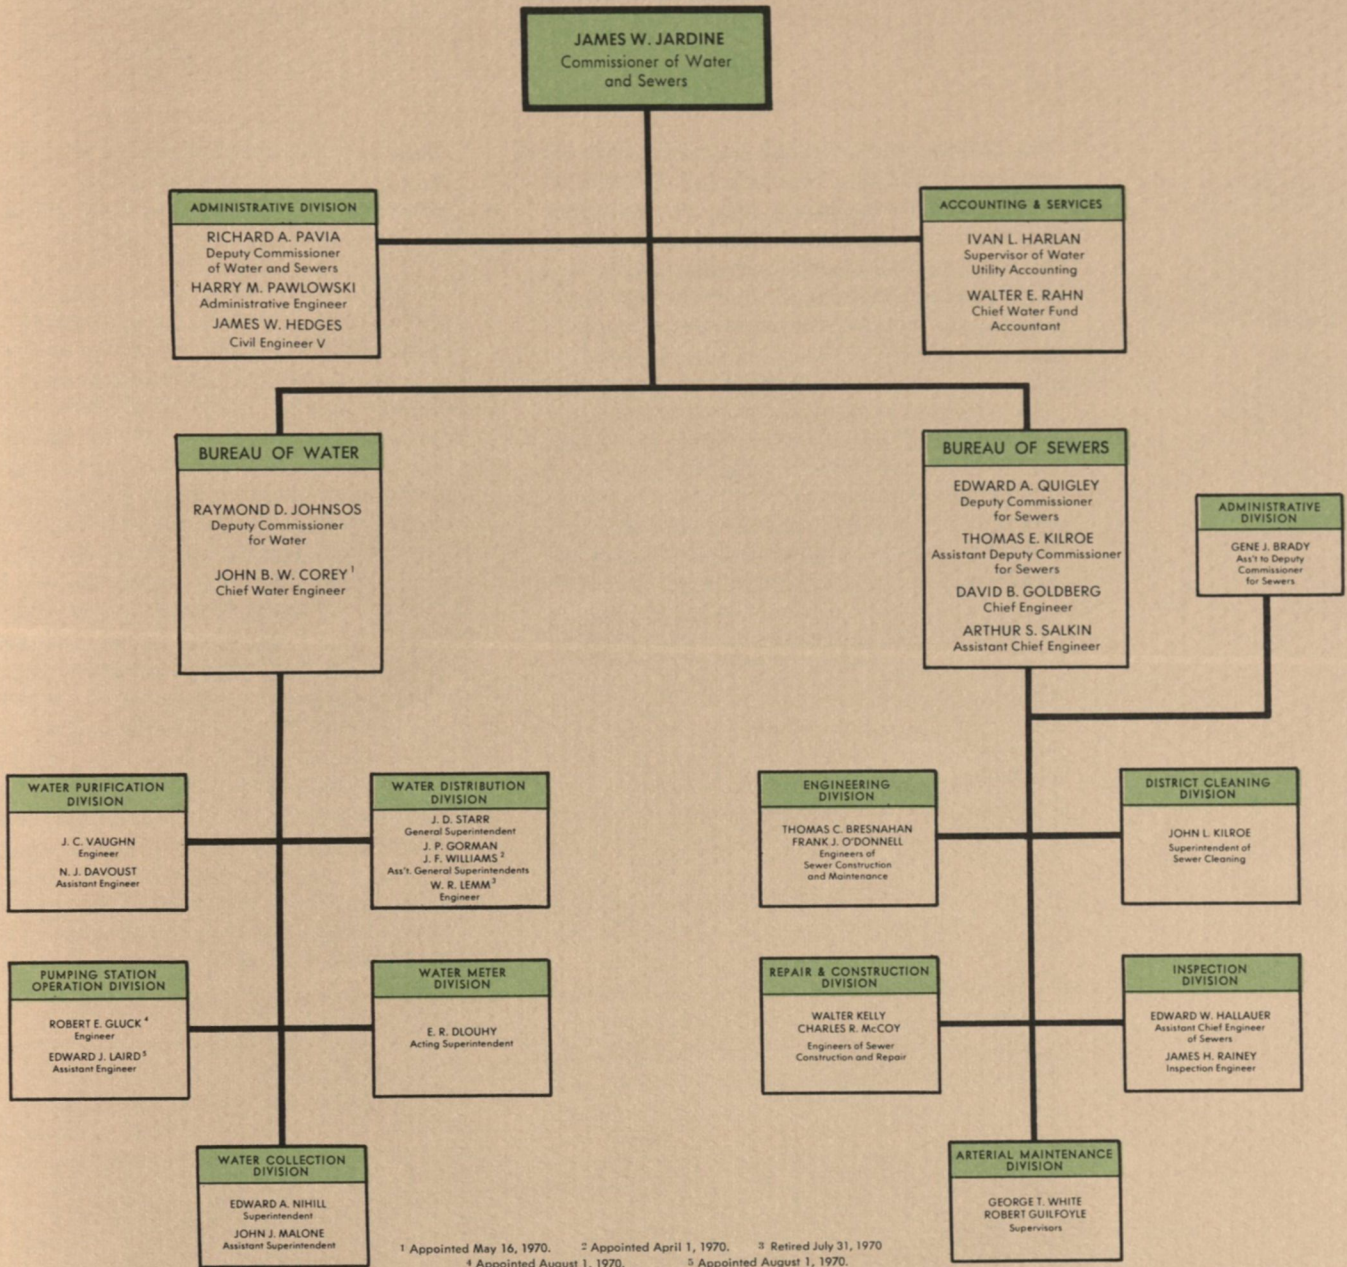 JAMES W. JARDINE
Commissioner of Water
and Sewers
ADMINISTRATIVE DIVISION
RICHARD A. PAVIA
Deputy Commissioner
of Water and Sewers
HARRY M. PAWLOWSKI
Administrative Engineer
JAMES W. HEDGES
Civil Engineer V
ACCOUNTING & SERVICES
IVAN L. HARLAN
Supervisor of Water
Utility Accounting
WALTER E. RAHN
Chief Water Fund
Accountant
BUREAU OF WATER
RAYMOND D. JOHNSOS
Deputy Commissioner
for Water
JOHN B. W. COREY ¹
Chief Water Engineer
BUREAU OF SEWERS
EDWARD A. QUIGLEY
Deputy Commissioner
for Sewers
THOMAS E. KILROE
Assistant Deputy Commissioner
for Sewers
DAVID B. GOLDBERG
Chief Engineer
ARTHUR S. SALKIN
Assistant Chief Engineer
ADMINISTRATIVE
DIVISION
GENE J. BRADY
Ass't to Deputy
Commissioner
for Sewers
WATER PURIFICATION
DIVISION
J. C. VAUGHN
Engineer
N. J. DAVOUST
Assistant Engineer
WATER DISTRIBUTION
DIVISION
J. D. STARR
General Superintendent
J. P. GORMAN
J. F. WILLIAMS ²
Ass't. General Superintendents
W. R. LEMM ³
Engineer
ENGINEERING
DIVISION
THOMAS C. BRESNAHAN
FRANK J. O'DONNELL
Engineers of
Sewer Construction
and Maintenance
DISTRICT CLEANING
DIVISION
JOHN L. KILROE
Superintendent of
Sewer Cleaning
PUMPING STATION
OPERATION DIVISION
ROBERT E. GLUCK ⁴
Engineer
EDWARD J. LAIRD ⁵
Assistant Engineer
WATER METER
DIVISION
E. R. DLOUHY
Acting Superintendent
REPAIR & CONSTRUCTION
DIVISION
WALTER KELLY
CHARLES R. McCOY
Engineers of Sewer
Construction and Repair
INSPECTION
DIVISION
EDWARD W. HALLAUER
Assistant Chief Engineer
of Sewers
JAMES H. RAINEY
Inspection Engineer
WATER COLLECTION
DIVISION
EDWARD A. NIHILL
Superintendent
JOHN J. MALONE
Assistant Superintendent
ARTERIAL MAINTENANCE
DIVISION
GEORGE T. WHITE
ROBERT GUILFOYLE
Supervisors
¹ Appointed May 16, 1970. ² Appointed April 1, 1970. ³ Retired July 31, 1970
⁴ Appointed August 1, 1970. ⁵ Appointed August 1, 1970.